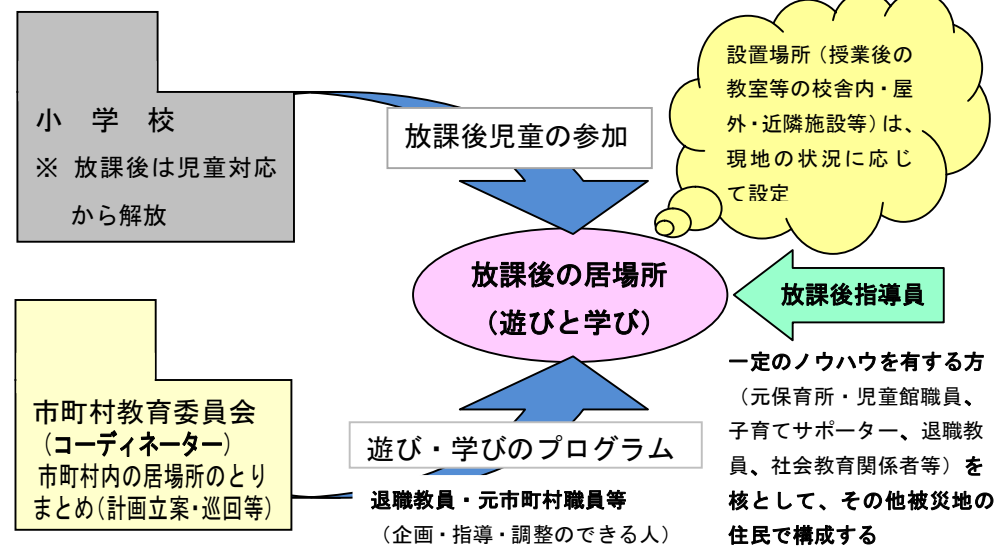 小　学　校
※ 放課後は児童対応
から解放
放課後児童の参加
設置場所（授業後の
教室等の校舎内・屋
外・近隣施設等）は、
現地の状況に応じ
て設定
放課後の居場所
（遊びと学び）
放課後指導員
一定のノウハウを有する方
（元保育所・児童館職員、
子育てサポーター、退職教
員、社会教育関係者等）を
核として、その他被災地の
住民で構成する
市町村教育委員会
（コーディネーター）
市町村内の居場所のとり
まとめ（計画立案・巡回等）
遊び・学びのプログラム
退職教員・元市町村職員等
（企画・指導・調整のできる人）